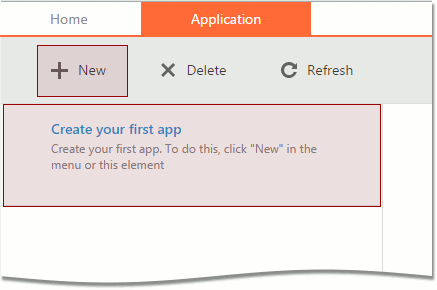 Home Application
New Delete Refresh
Create your first app
Create your first app. To do this, click "New" in the
menu or this element